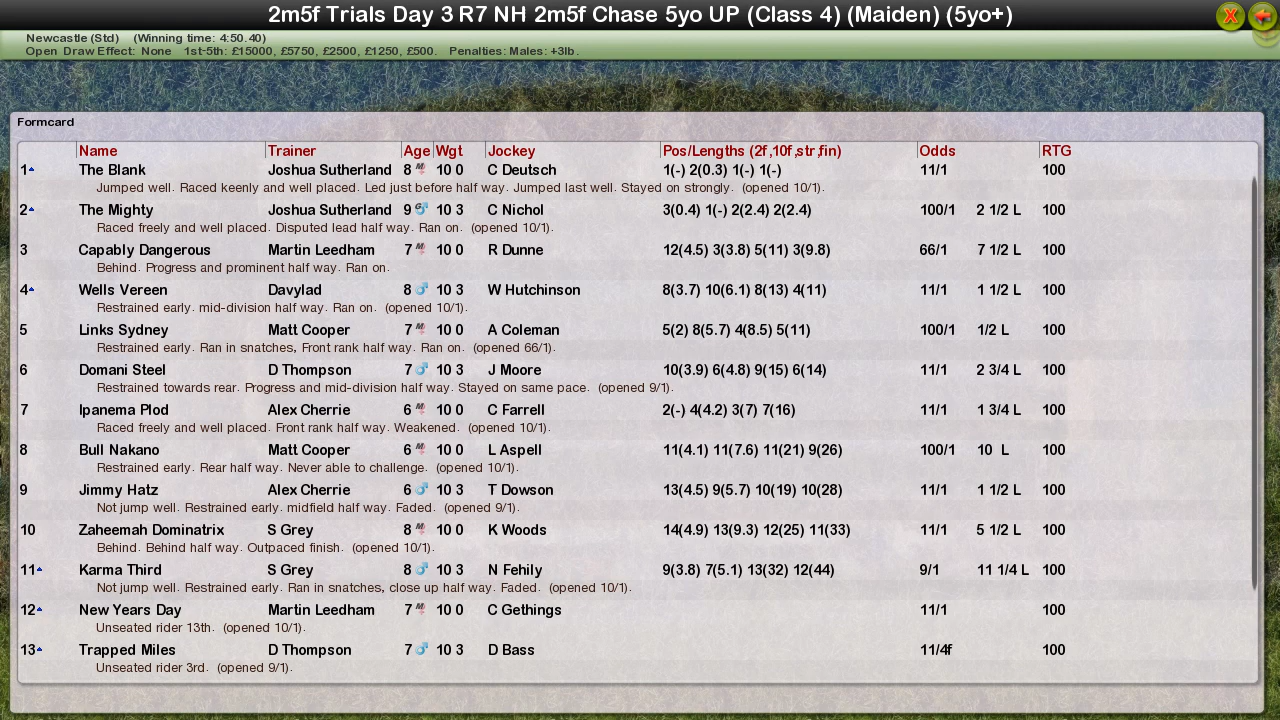 2m5f Trials Day 3 R7 NH 2m5f Chase 5yo UP (Class 4) (Maiden) (5yo+)
Newcastle (Std) (Winning time: 4:50.40)
Open Draw Effect: None 1st-5th: £15000, £5750, £2500, £1250, £500. Penalties: Males: +3lb.
Formcard
Name Trainer Age Wgt Jockey Pos/Lengths (2f,10f,str,fin) Odds RTG
1 The Blank Joshua Sutherland 8 10 0 C Deutsch 1(-) 2(0.3) 1(-) 1(-) 11/1 100
Jumped well. Raced keenly and well placed. Led just before half way. Jumped last well. Stayed on strongly. (opened 10/1).
2 The Mighty Joshua Sutherland 9 10 3 C Nichol 3(0.4) 1(-) 2(2.4) 2(2.4) 100/1 2 1/2 L 100
Raced freely and well placed. Disputed lead half way. Ran on. (opened 10/1).
3 Capably Dangerous Martin Leedham 7 10 0 R Dunne 12(4.5) 3(3.8) 5(11) 3(9.8) 66/1 7 1/2 L 100
Behind. Progress and prominent half way. Ran on.
4 Wells Vereen Davylad 8 10 3 W Hutchinson 8(3.7) 10(6.1) 8(13) 4(11) 11/1 1 1/2 L 100
Restrained early. mid-division half way. Ran on. (opened 10/1).
5 Links Sydney Matt Cooper 7 10 0 A Coleman 5(2) 8(5.7) 4(8.5) 5(11) 100/1 1/2 L 100
Restrained early. Ran in snatches, Front rank half way. Ran on. (opened 66/1).
6 Domani Steel D Thompson 7 10 3 J Moore 10(3.9) 6(4.8) 9(15) 6(14) 11/1 2 3/4 L 100
Restrained towards rear. Progress and mid-division half way. Stayed on same pace. (opened 9/1).
7 Ipanema Plod Alex Cherrie 6 10 0 C Farrell 2(-) 4(4.2) 3(7) 7(16) 11/1 1 3/4 L 100
Raced freely and well placed. Front rank half way. Weakened. (opened 10/1).
8 Bull Nakano Matt Cooper 6 10 0 L Aspell 11(4.1) 11(7.6) 11(21) 9(26) 100/1 10 L 100
Restrained early. Rear half way. Never able to challenge. (opened 10/1).
9 Jimmy Hatz Alex Cherrie 6 10 3 T Dowson 13(4.5) 9(5.7) 10(19) 10(28) 11/1 1 1/2 L 100
Not jump well. Restrained early. midfield half way. Faded. (opened 9/1).
10 Zaheemah Dominatrix S Grey 8 10 0 K Woods 14(4.9) 13(9.3) 12(25) 11(33) 11/1 5 1/2 L 100
Behind. Behind half way. Outpaced finish. (opened 10/1).
11 Karma Third S Grey 8 10 3 N Fehily 9(3.8) 7(5.1) 13(32) 12(44) 9/1 11 1/4 L 100
Not jump well. Restrained early. Ran in snatches, close up half way. Faded. (opened 10/1).
12 New Years Day Martin Leedham 7 10 0 C Gethings 11/1 100
Unseated rider 13th. (opened 10/1).
13 Trapped Miles D Thompson 7 10 3 D Bass 11/4f 100
Unseated rider 3rd. (opened 9/1).